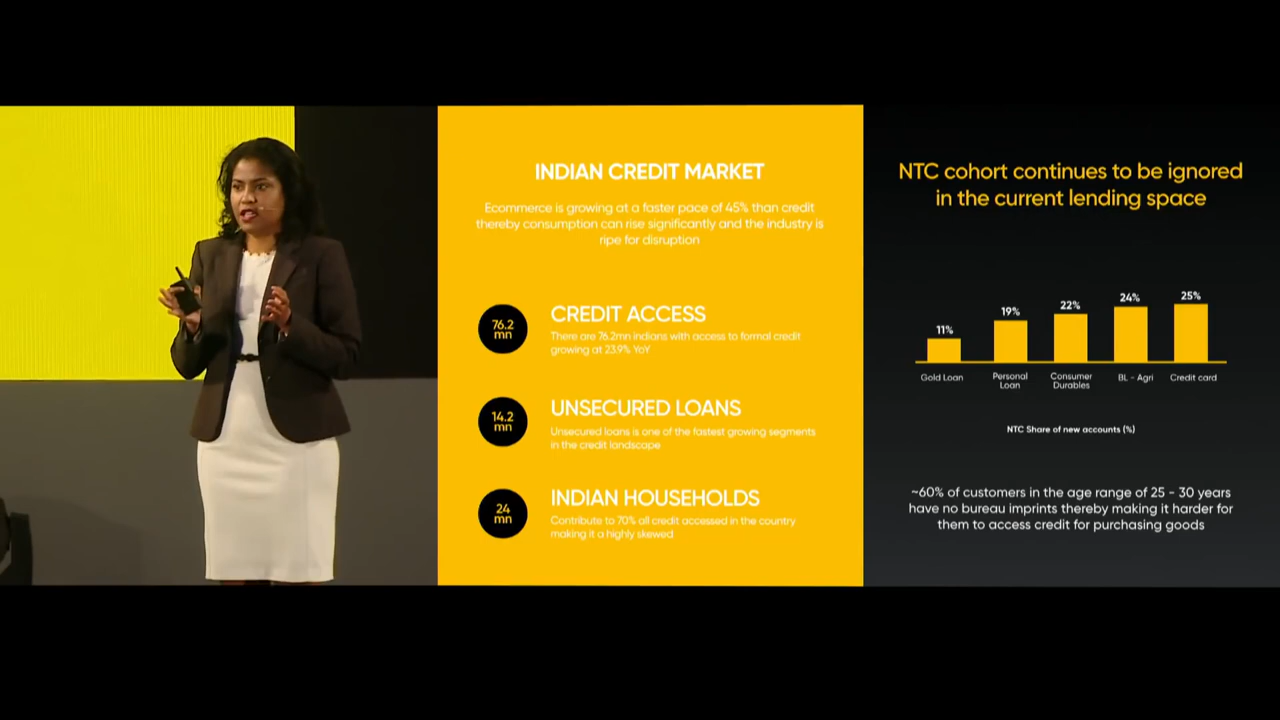 INDIAN CREDIT MARKET
Ecommerce is growing at a faster pace of 45% than credit
thereby consumption can rise significantly and the industry is
ripe for disruption
76.2
mn
CREDIT ACCESS
There are 76.2mn indians with access to formal credit
growing at 23.9% YoY
14.2
mn
UNSECURED LOANS
Unsecured loans is one of the fastest growing segments
in the credit landscape
24
mn
INDIAN HOUSEHOLDS
Contribute to 70% all credit accessed in the country
making it a highly skewed
NTC cohort continues to be ignored
in the current lending space
11%
19%
22%
24%
25%
Gold Loan
Personal
Loan
Consumer
Durables
BL - Agri
Credit card
NTC Share of new accounts (%)
~60% of customers in the age range of 25 - 30 years
have no bureau imprints thereby making it harder for
them to access credit for purchasing goods